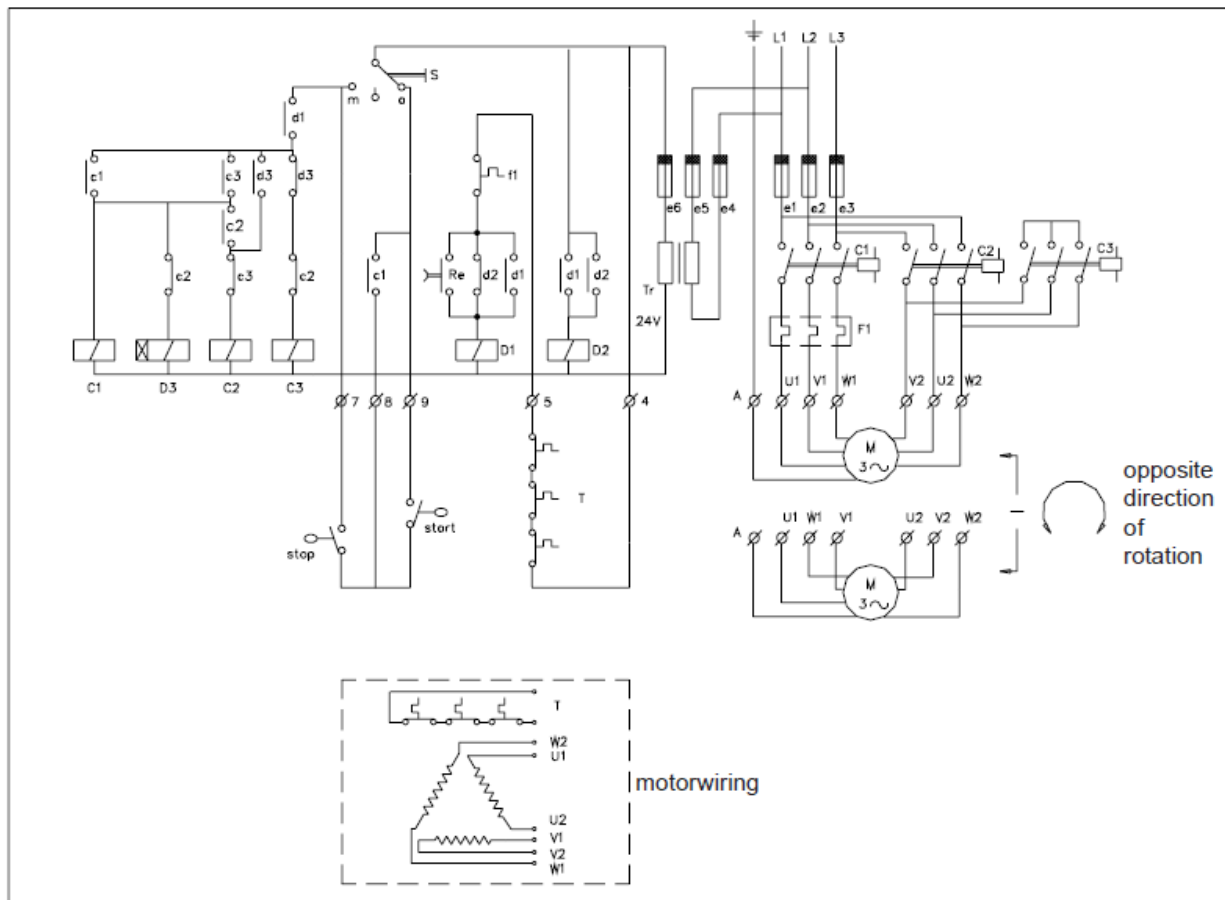 L1 L2 L3
S
m a
d1
c1 c3 d3 d3
f1
e6 e5 e4 e1 e2 e3
c2
c1 Re d2 d1 d1 d2
C1 C2 C3
c2 c3 c2
Tr
24V
F1
D1 D2
C1 D3 C2 C3
7 8 9 5 4
A U1 V1 W1 V2 U2 W2
M
3
T
start
stop
opposite
direction
of
rotation
A U1 W1 V1 U2 V2 W2
M
3
T
W2
U1
motorwiring
U2
V1
V2
W1